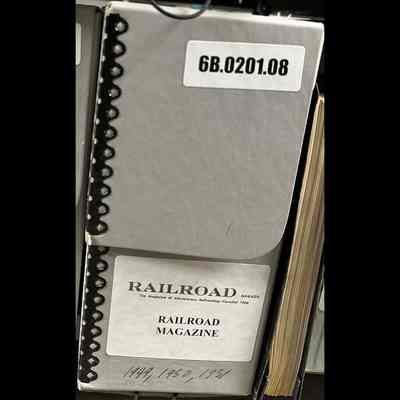 6B.0201.08
RAILROAD
RAILROAD
MAGAZINE
1949, 1950, 1951